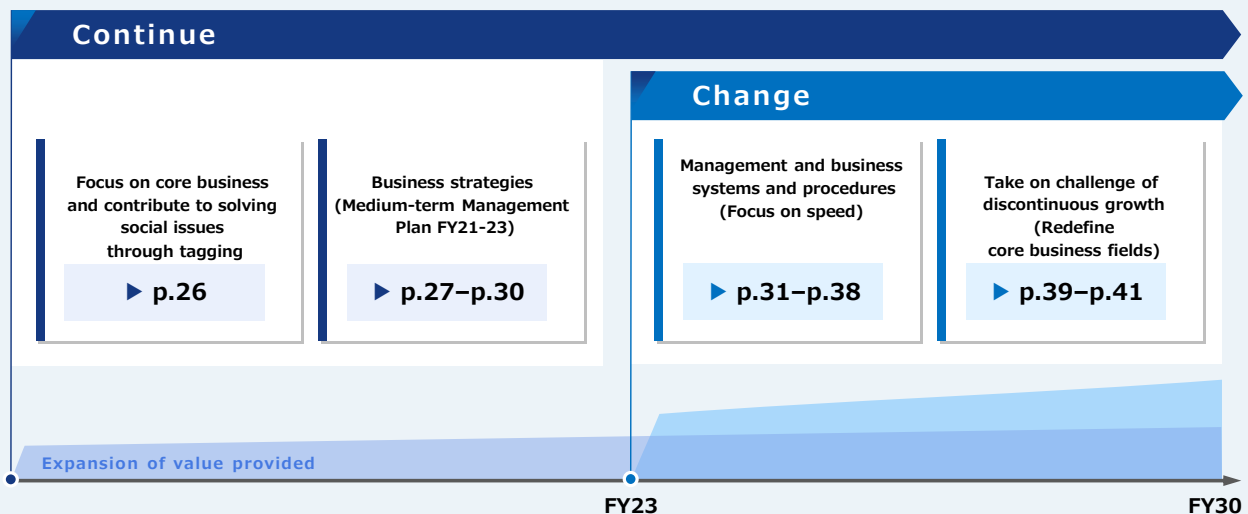 Continue
Change
Focus on core business
and contribute to solving
social issues
through tagging
▶ p.26
Business strategies
(Medium-term Management
Plan FY21-23)
▶ p.27–p.30
Management and business
systems and procedures
(Focus on speed)
▶ p.31–p.38
Take on challenge of
discontinuous growth
(Redefine
core business fields)
▶ p.39–p.41
Expansion of value provided
FY23
FY30